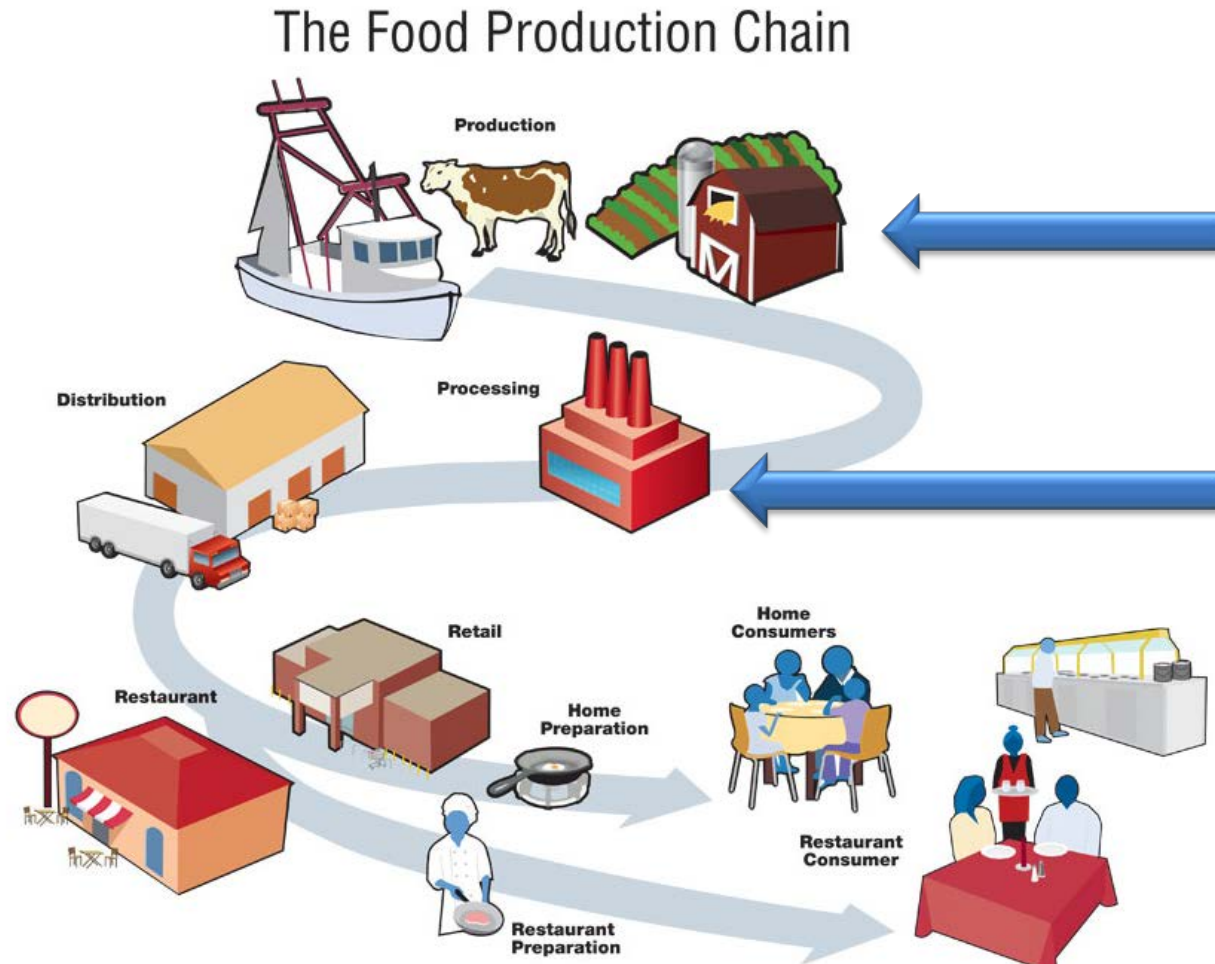 The Food Production Chain
Production
Processing
Distribution
Retail
Home
Consumers
Restaurant
Home
Preparation
Restaurant
Consumer
Restaurant
Preparation